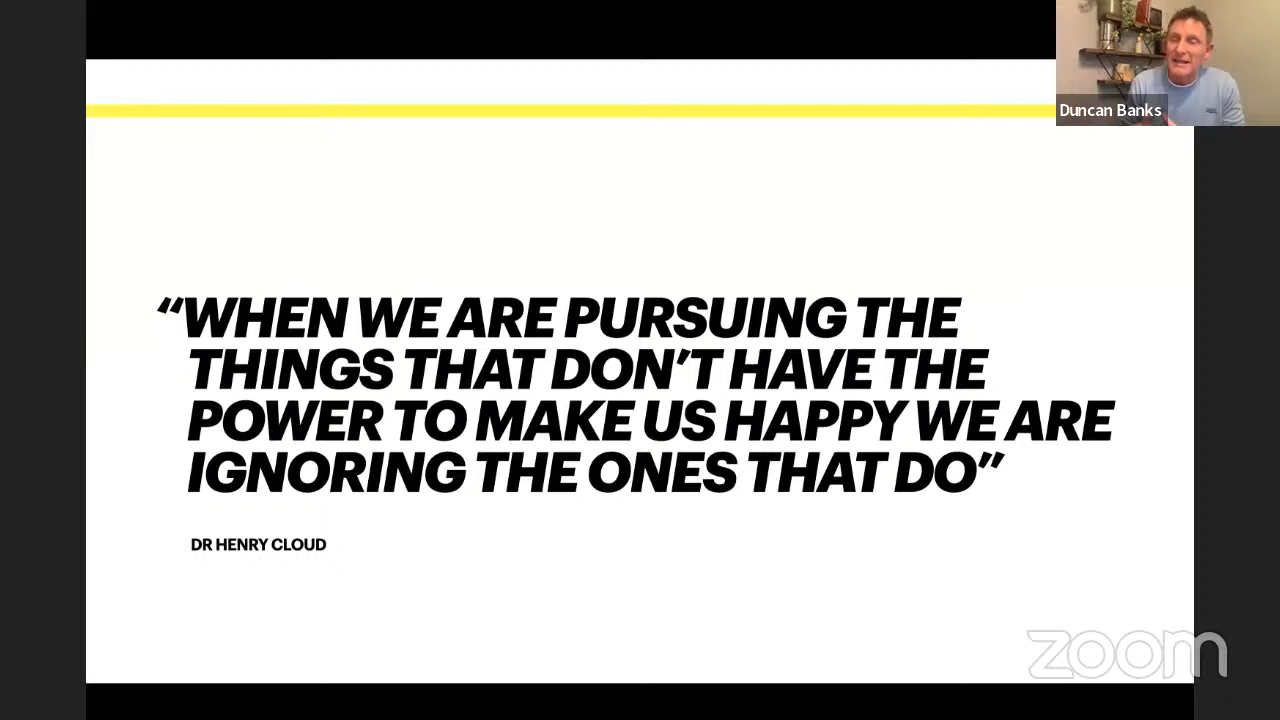 Duncan Banks
“WHEN WE ARE PURSUING THE
THINGS THAT DON’T HAVE THE
POWER TO MAKE US HAPPY WE ARE
IGNORING THE ONES THAT DO”
DR HENRY CLOUD
zoom